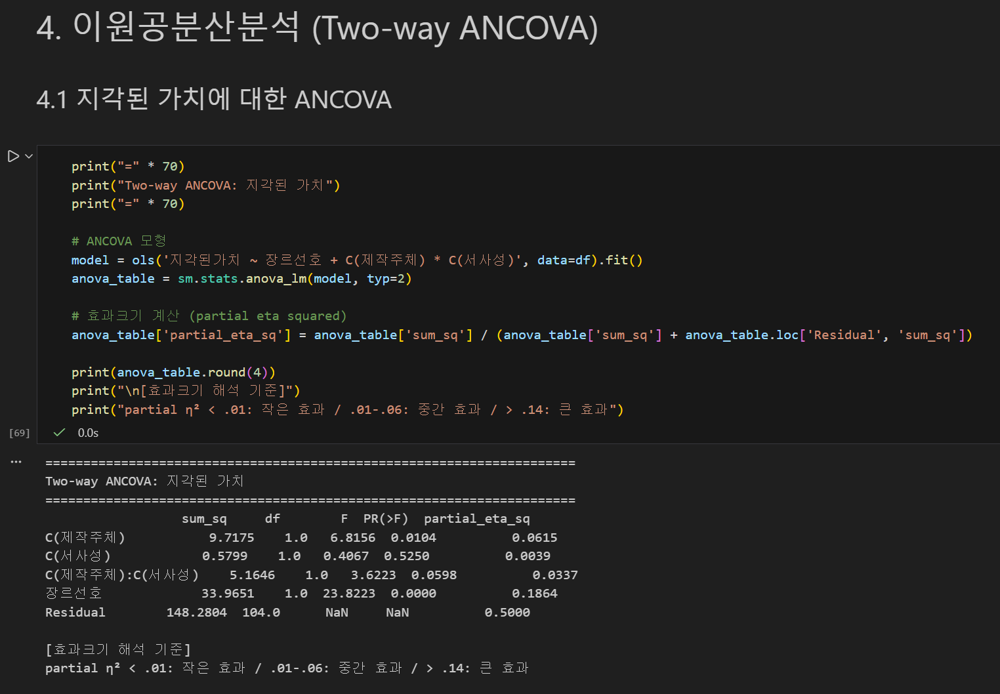 4. 이원공분산분석 (Two-way ANCOVA)
4.1 지각된 가치에 대한 ANCOVA
print("=" * 70)
print("Two-way ANCOVA: 지각된 가치")
print("=" * 70)
# ANCOVA 모형
model = ols('지각된가치 ~ 장르선호 + C(제작주체) * C(서사성)', data=df).fit()
anova_table = sm.stats.anova_lm(model, typ=2)
# 효과크기 계산 (partial eta squared)
anova_table['partial_eta_sq'] = anova_table['sum_sq'] / (anova_table['sum_sq'] + anova_table.loc['Residual', 'sum_sq'])
print(anova_table.round(4))
print("\n[효과크기 해석 기준]")
print("partial η² < .01: 작은 효과 / .01-.06: 중간 효과 / > .14: 큰 효과")
[69] 0.0s
======================================================================
Two-way ANCOVA: 지각된 가치
======================================================================
sum_sq df F PR(>F) partial_eta_sq
C(제작주체) 9.7175 1.0 6.8156 0.0104 0.0615
C(서사성) 0.5799 1.0 0.4067 0.5250 0.0039
C(제작주체):C(서사성) 5.1646 1.0 3.6223 0.0598 0.0337
장르선호 33.9651 1.0 23.8223 0.0000 0.1864
Residual 148.2804 104.0 NaN NaN 0.5000
[효과크기 해석 기준]
partial η² < .01: 작은 효과 / .01-.06: 중간 효과 / > .14: 큰 효과